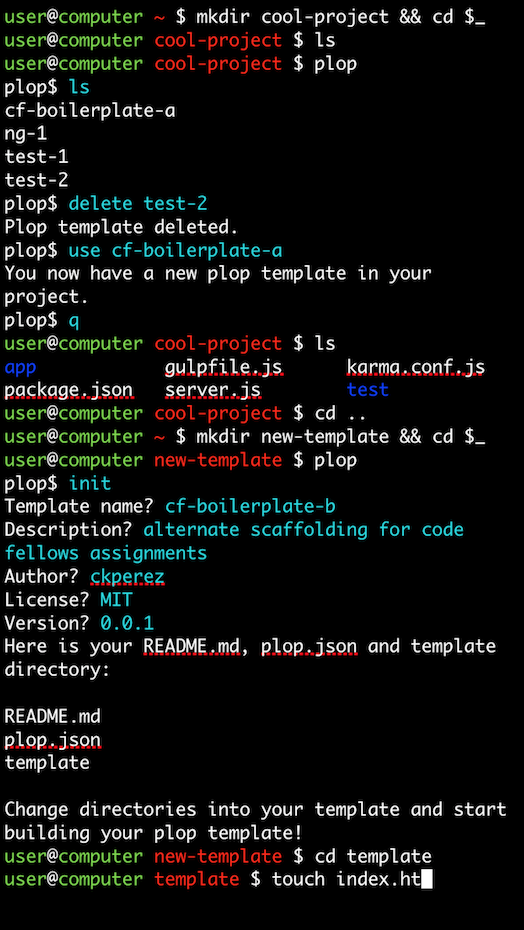 user@computer ~ $ mkdir cool-project && cd $_
user@computer cool-project $ ls
user@computer cool-project $ plop
plop$ ls
cf-boilerplate-a
ng-1
test-1
test-2
plop$ delete test-2
Plop template deleted.
plop$ use cf-boilerplate-a
You now have a new plop template in your
project.
plop$ q
user@computer cool-project $ ls
app gulpfile.js karma.conf.js
package.json server.js test
user@computer cool-project $ cd ..
user@computer ~ $ mkdir new-template && cd $_
user@computer new-template $ plop
plop$ init
Template name? cf-boilerplate-b
Description? alternate scaffolding for code
fellows assignments
Author? ckperez
License? MIT
Version? 0.0.1
Here is your README.md, plop.json and template
directory:
README.md
plop.json
template
Change directories into your template and start
building your plop template!
user@computer new-template $ cd template
user@computer template $ touch index.ht